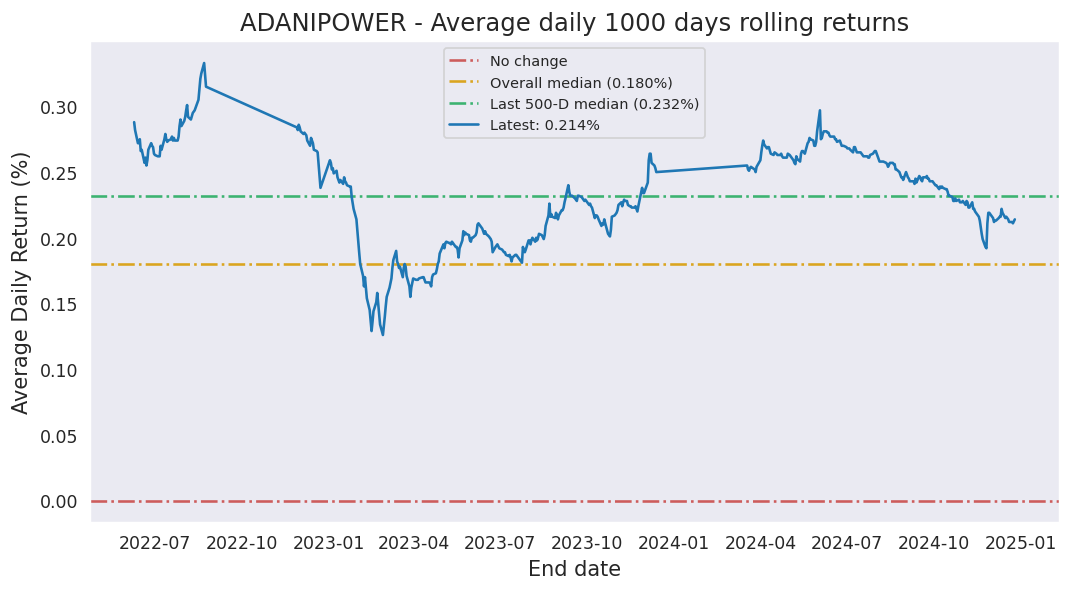 ADANIPOWER - Average daily 1000 days rolling returns
No change
Overall median (0.180%)
Last 500-D median (0.232%)
Latest: 0.214%
Average Daily Return (%)
0.30
0.25
0.20
0.15
0.10
0.05
0.00
2022-07 2022-10 2023-01 2023-04 2023-07 2023-10 2024-01 2024-04 2024-07 2024-10 2025-01
End date